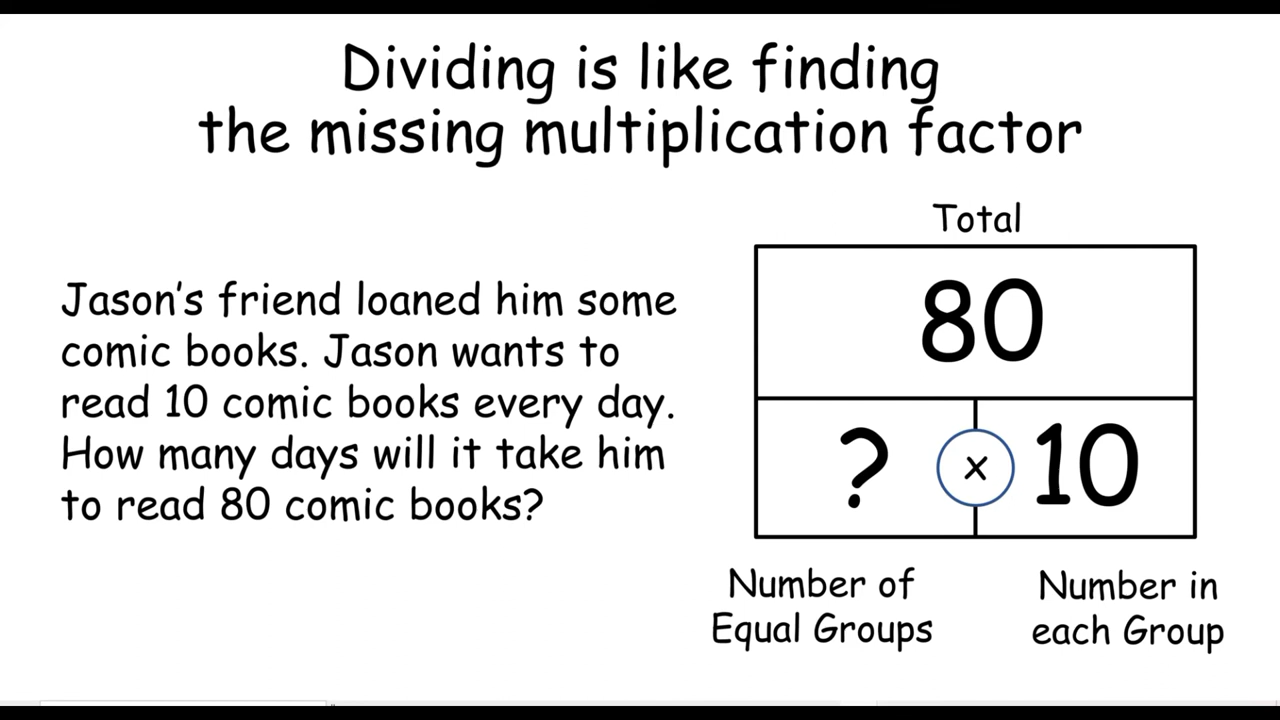 Dividing is like finding
the missing multiplication factor
Jason's friend loaned him some
comic books. Jason wants to
read 10 comic books every day.
How many days will it take him
to read 80 comic books?
Total
80
? × 10
Number of
Equal Groups
Number in
each Group